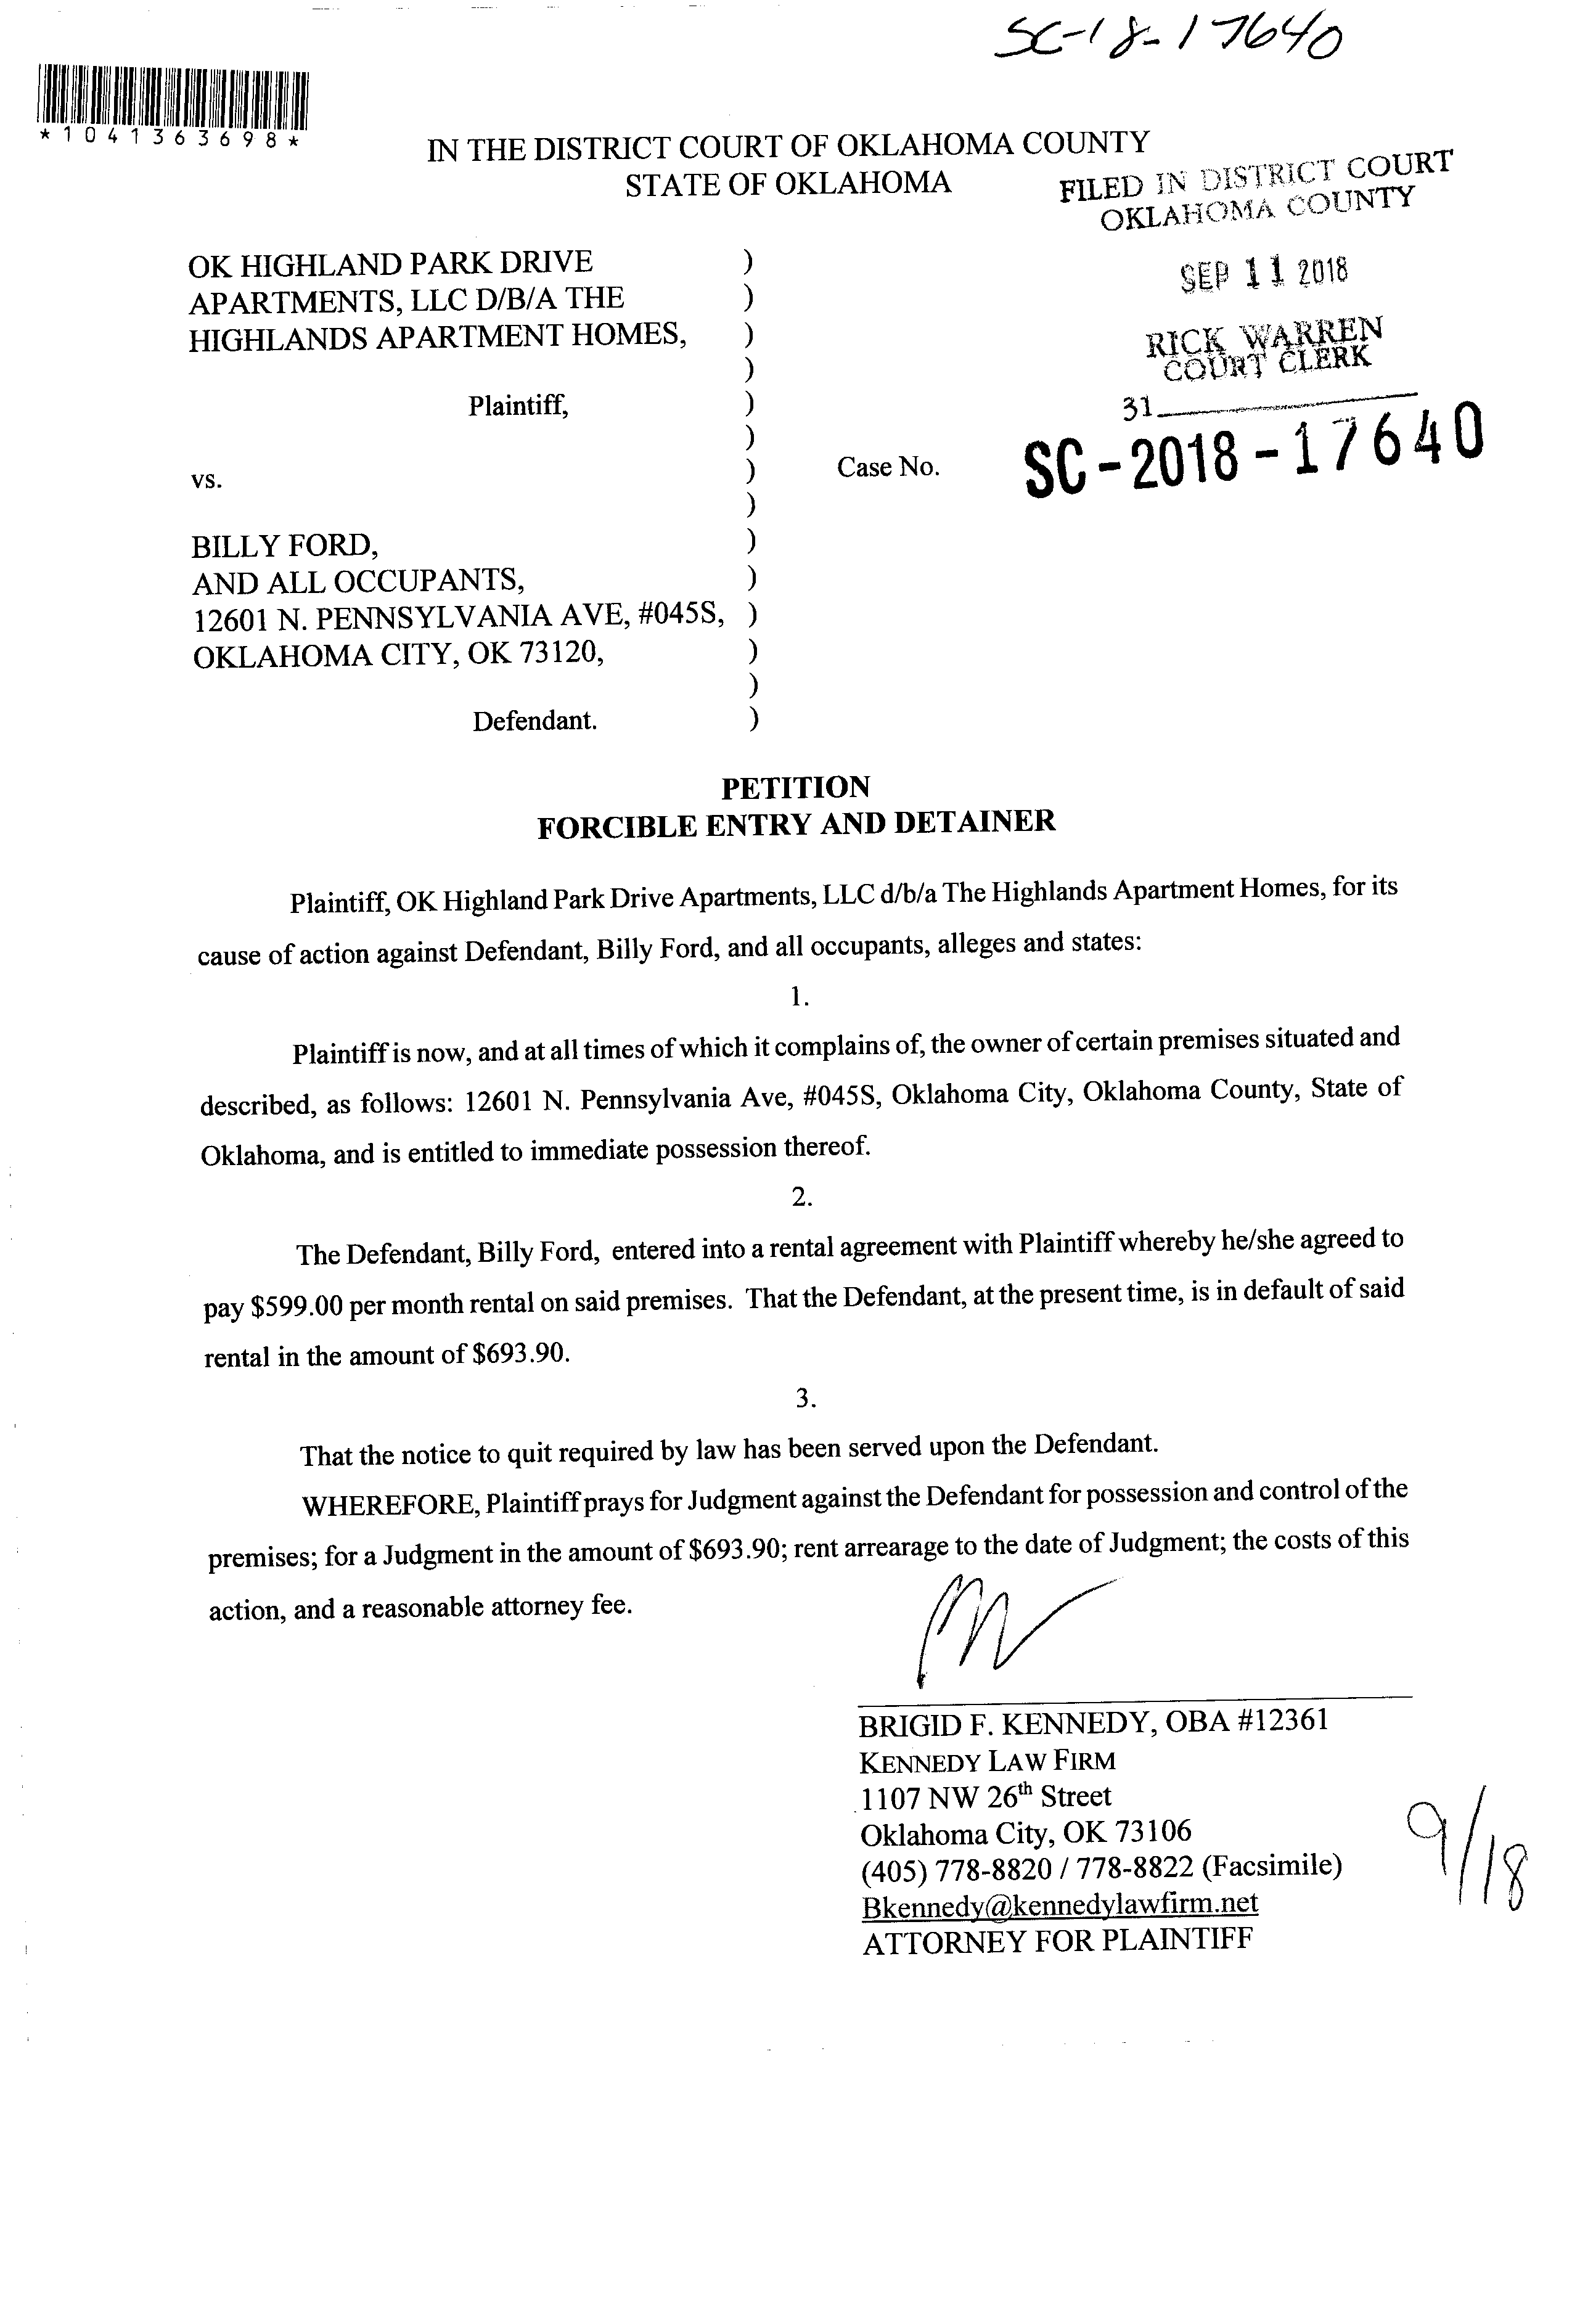 SC-18-17640
*1041363698*
IN THE DISTRICT COURT OF OKLAHOMA COUNTY
STATE OF OKLAHOMA
FILED IN DISTRICT COURT
OKLAHOMA COUNTY
SEP 11 2018
RICK WARREN
COURT CLERK
31
OK HIGHLAND PARK DRIVE )
APARTMENTS, LLC D/B/A THE )
HIGHLANDS APARTMENT HOMES, )
)
Plaintiff, )
)
vs. ) Case No. SC-2018-17640
)
BILLY FORD, )
AND ALL OCCUPANTS, )
12601 N. PENNSYLVANIA AVE, #045S, )
OKLAHOMA CITY, OK 73120, )
)
Defendant. )
PETITION
FORCIBLE ENTRY AND DETAINER
Plaintiff, OK Highland Park Drive Apartments, LLC d/b/a The Highlands Apartment Homes, for its
cause of action against Defendant, Billy Ford, and all occupants, alleges and states:
1.
Plaintiff is now, and at all times of which it complains of, the owner of certain premises situated and
described, as follows: 12601 N. Pennsylvania Ave, #045S, Oklahoma City, Oklahoma County, State of
Oklahoma, and is entitled to immediate possession thereof.
2.
The Defendant, Billy Ford, entered into a rental agreement with Plaintiff whereby he/she agreed to
pay $599.00 per month rental on said premises. That the Defendant, at the present time, is in default of said
rental in the amount of $693.90.
3.
That the notice to quit required by law has been served upon the Defendant.
WHEREFORE, Plaintiff prays for Judgment against the Defendant for possession and control of the
premises; for a Judgment in the amount of $693.90; rent arrearage to the date of Judgment; the costs of this
action, and a reasonable attorney fee.
BRIGID F. KENNEDY, OBA #12361
KENNEDY LAW FIRM
1107 NW 26th Street
Oklahoma City, OK 73106
(405) 778-8820 / 778-8822 (Facsimile)
Bkennedy@kennedylawfirm.net
ATTORNEY FOR PLAINTIFF
9/18